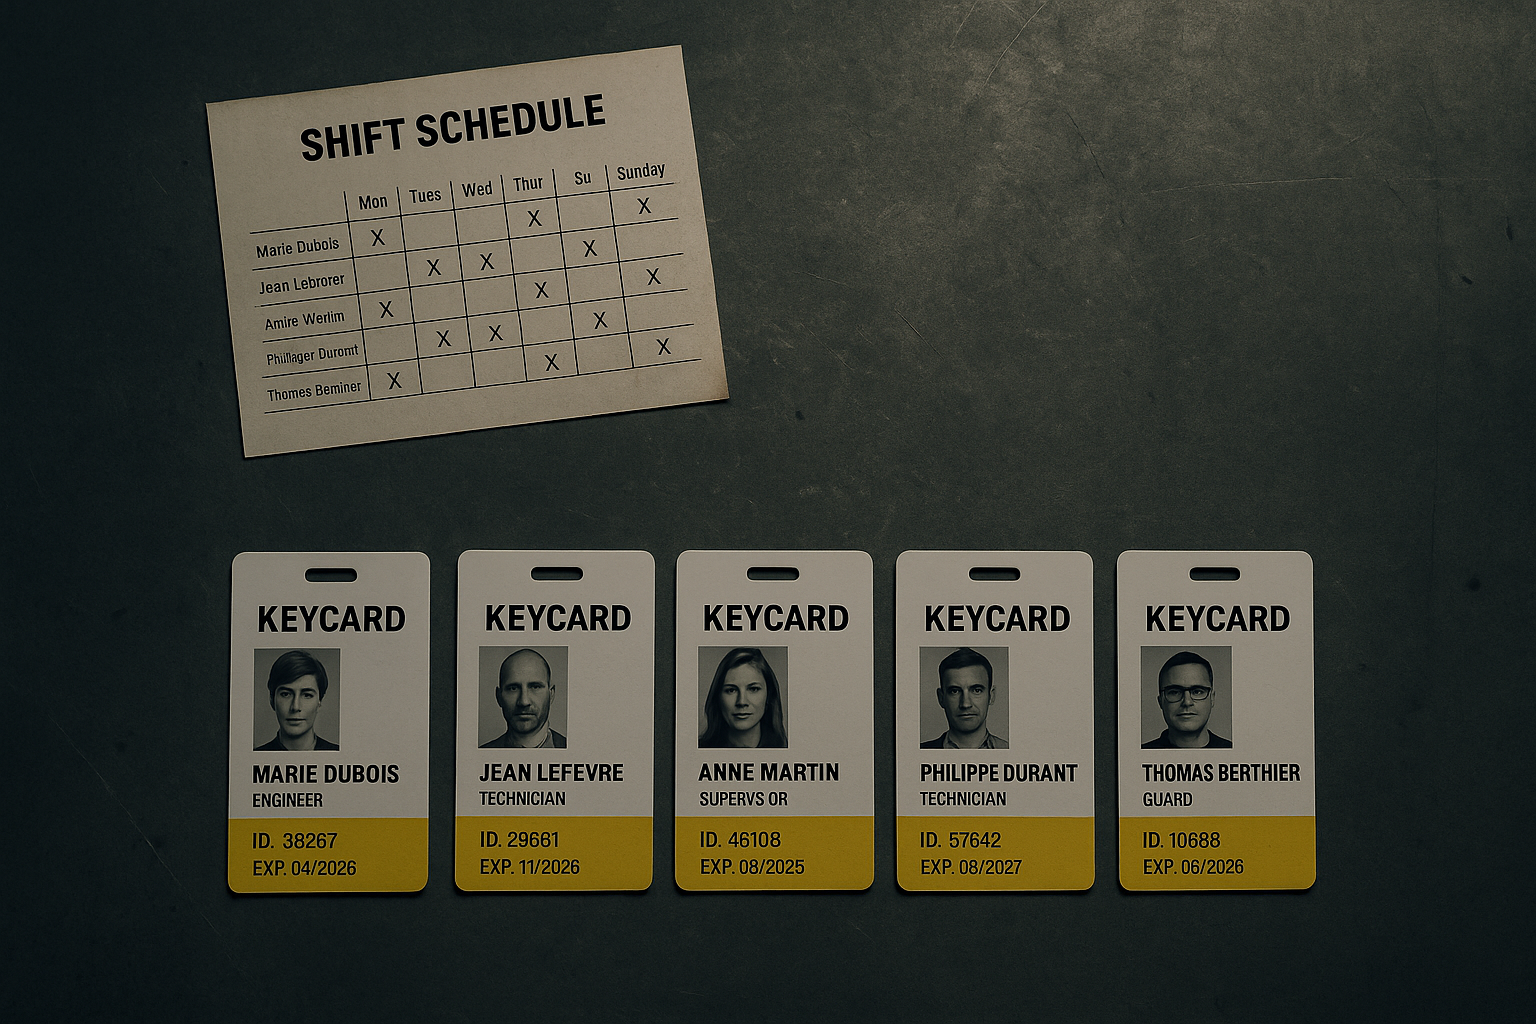 SHIFT SCHEDULE
Mon Tues Wed Thur Su Sunday
Marie Dubols X X X
Jean Lebrorer X X X
Amire Werlim X X X
Phillager Duromt X X X
Thomes Beminer X X X
KEYCARD
MARIE DUBOIS
ENGINEER
ID. 38267
EXP. 04/2026
KEYCARD
JEAN LEFEVRE
TECHNICIAN
ID. 29661
EXP. 11/2026
KEYCARD
ANNE MARTIN
SUPERVS OR
ID. 46108
EXP. 08/2025
KEYCARD
PHILIPPE DURANT
TECHNICIAN
ID. 57642
EXP. 08/2027
KEYCARD
THOMAS BERTHIER
GUARD
ID. 10688
EXP. 06/2026